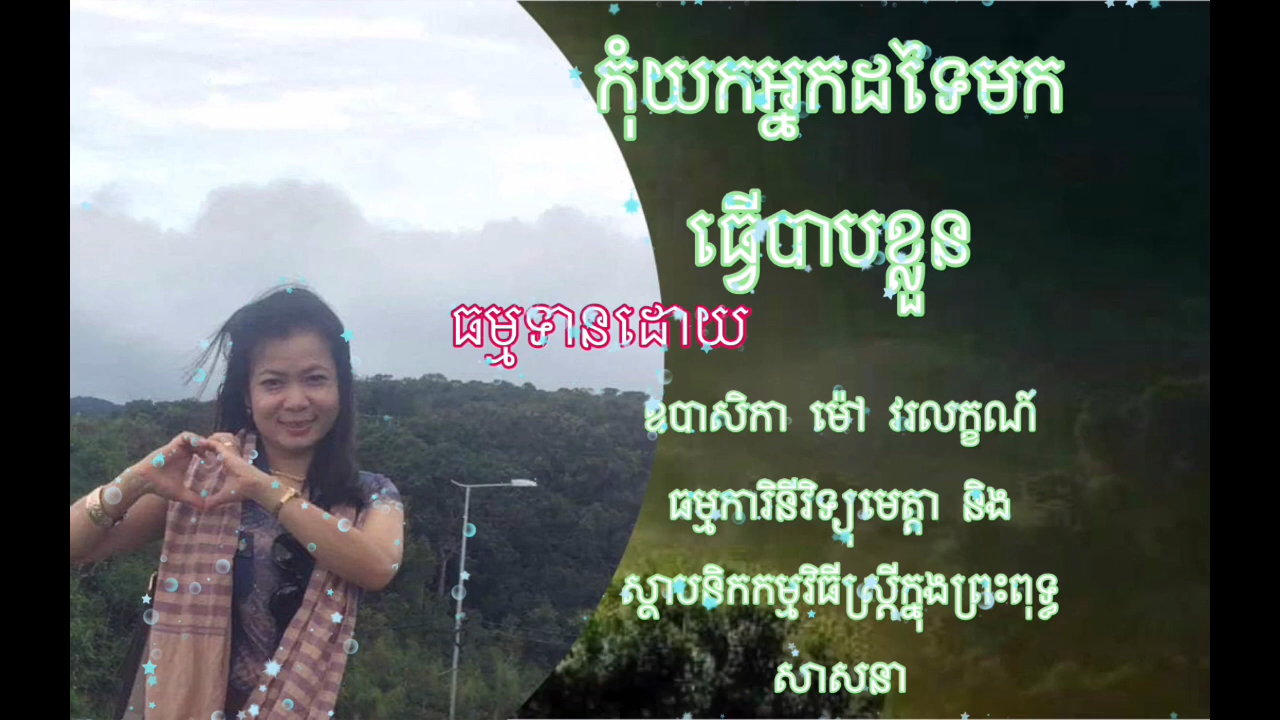 កុំយកអ្នកដទៃមក
ធ្វើបាបខ្លួន
ធម្មទានដោយ
ឧបាសិកា ម៉ៅ វរលក្ខណ៍
ធម្មការិនីវិទ្យុមេត្តា និង
ស្ថាបនិកកម្មវិធីស្ត្រីក្នុងព្រះពុទ្ធ
សាសនា